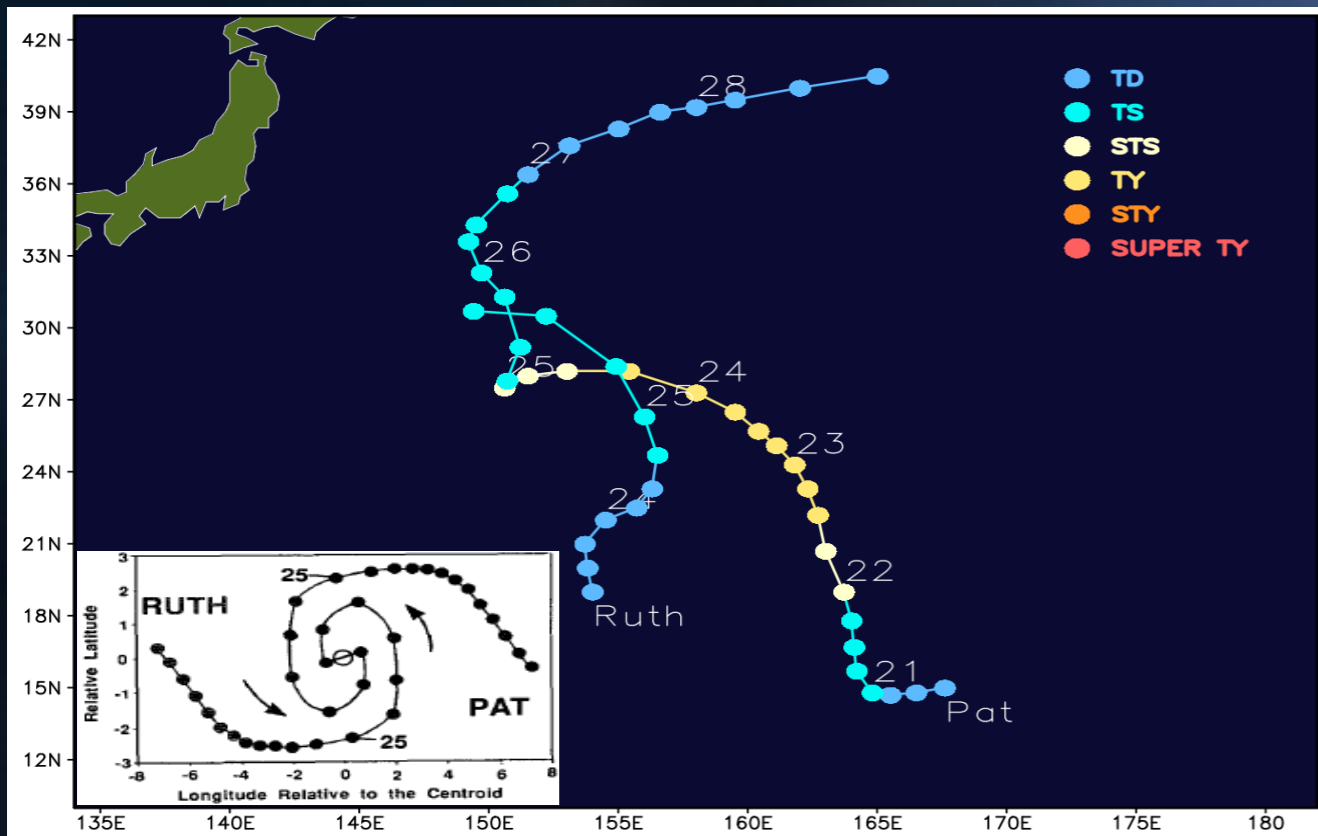 42N
39N
36N
33N
30N
27N
24N
21N
18N
15N
12N
135E
140E
145E
150E
155E
160E
165E
170E
175E
180
TD
TS
STS
TY
STY
SUPER TY
28
27
26
25
24
25
23
24
22
Ruth
21
Pat
3
2
1
0
-1
-2
-3
-8
-6
-4
-2
0
2
4
6
8
Relative Latitude
Longitude Relative to the Centroid
25
RUTH
PAT
25